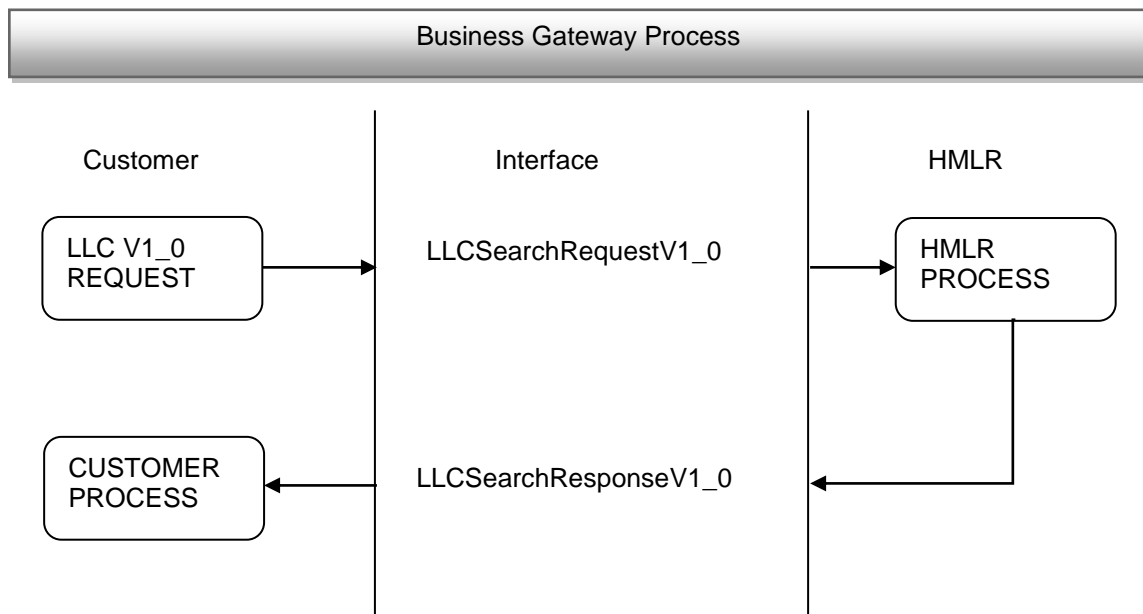 Business Gateway Process
Customer
Interface
HMLR
LLC V1_0
REQUEST
LLCSearchRequestV1_0
HMLR
PROCESS
CUSTOMER
PROCESS
LLCSearchResponseV1_0